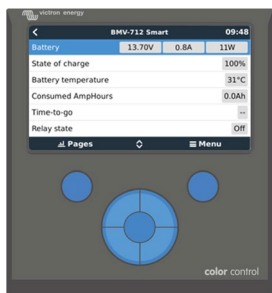 victron energy
BMV-712 Smart 09:48
Battery 13.70V 0.8A 11W
State of charge 100%
Battery temperature 31°C
Consumed AmpHours 0.0Ah
Time-to-go --
Relay state Off
Pages Menu
color control